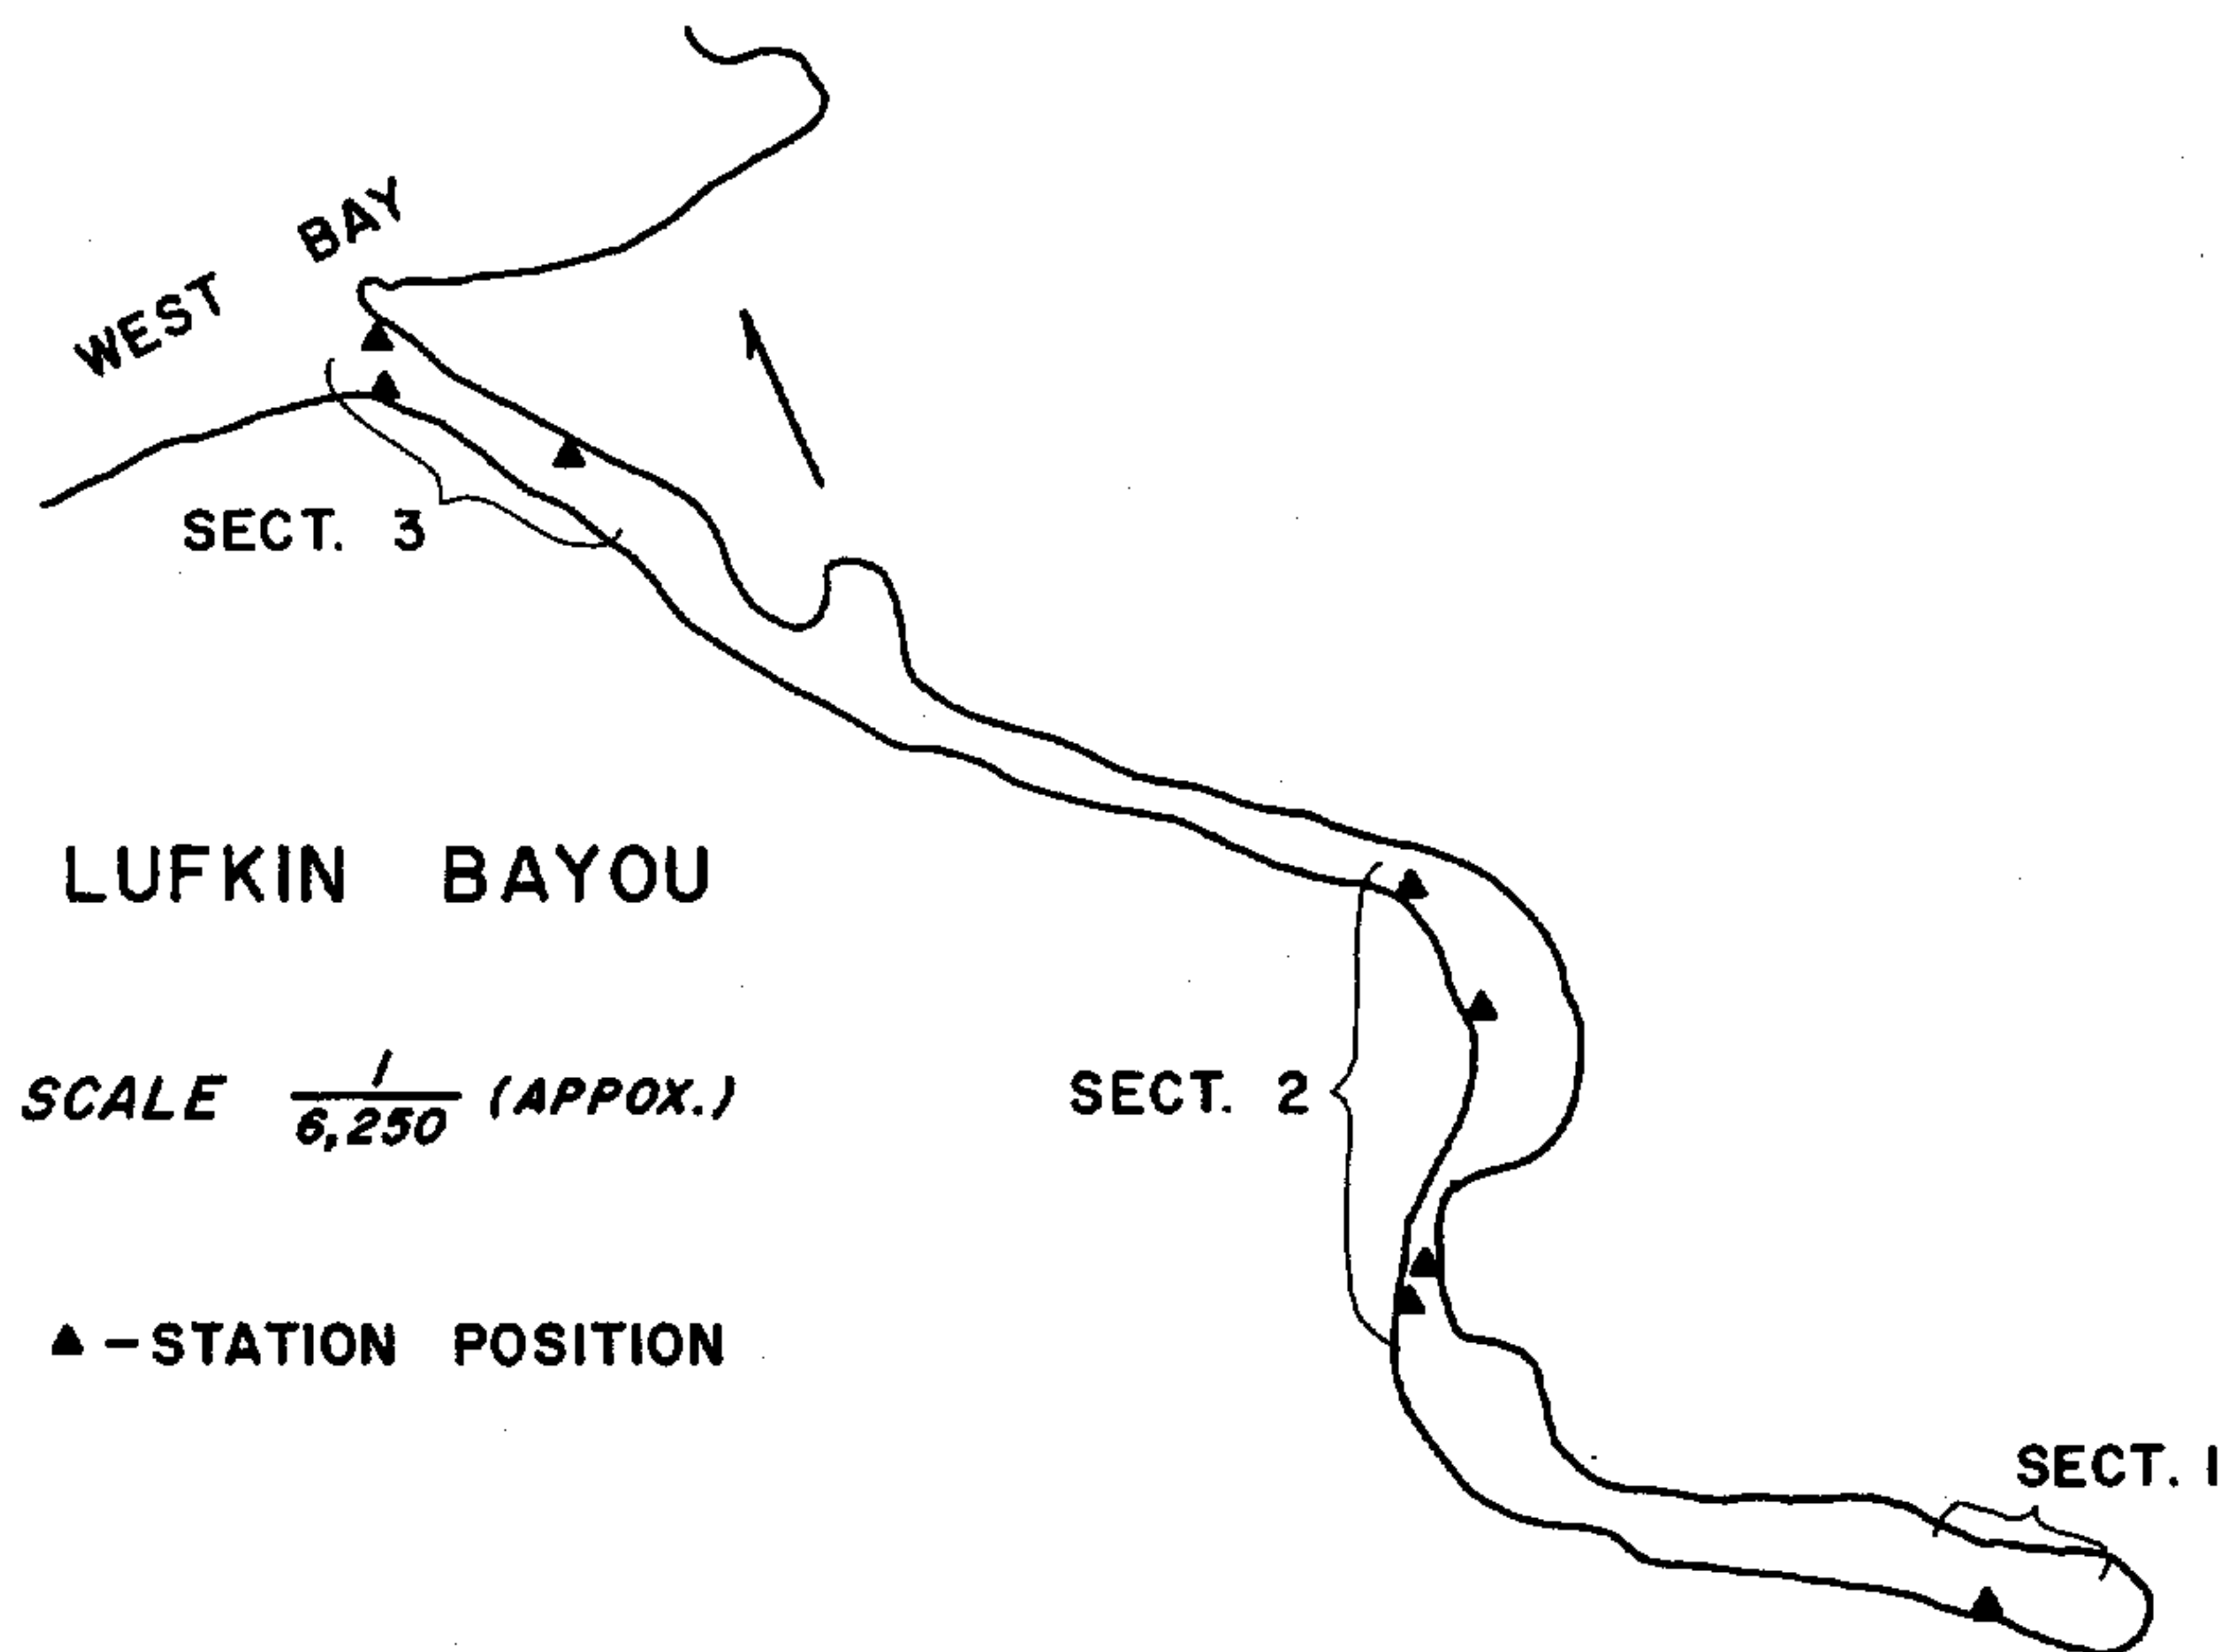 WEST BAY
SECT. 3
LUFKIN BAYOU
SCALE 1/6,250 (APPOX.)
SECT. 2
▲ - STATION POSITION
SECT. 1